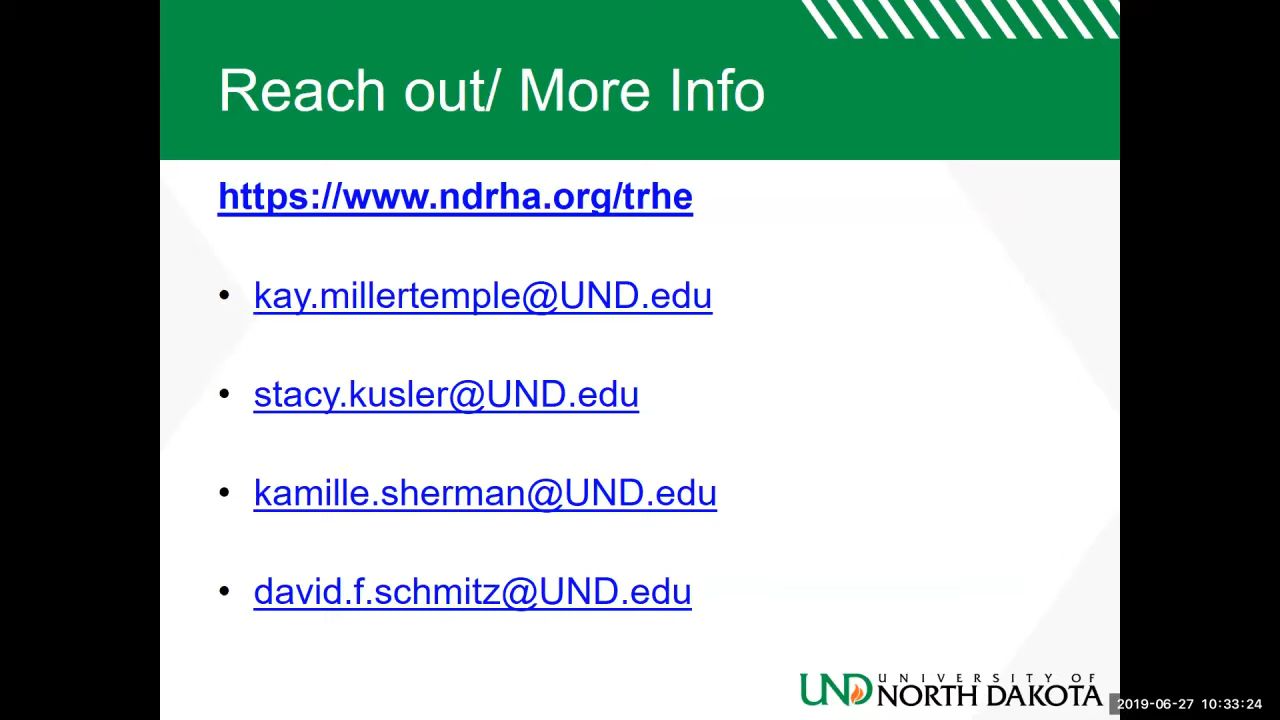 Reach out/ More Info
https://www.ndrha.org/trhe
• kay.millertemple@UND.edu
• stacy.kusler@UND.edu
• kamille.sherman@UND.edu
• david.f.schmitz@UND.edu
UND UNIVERSITY OF
NORTH DAKOTA
2019-06-27 10:33:24